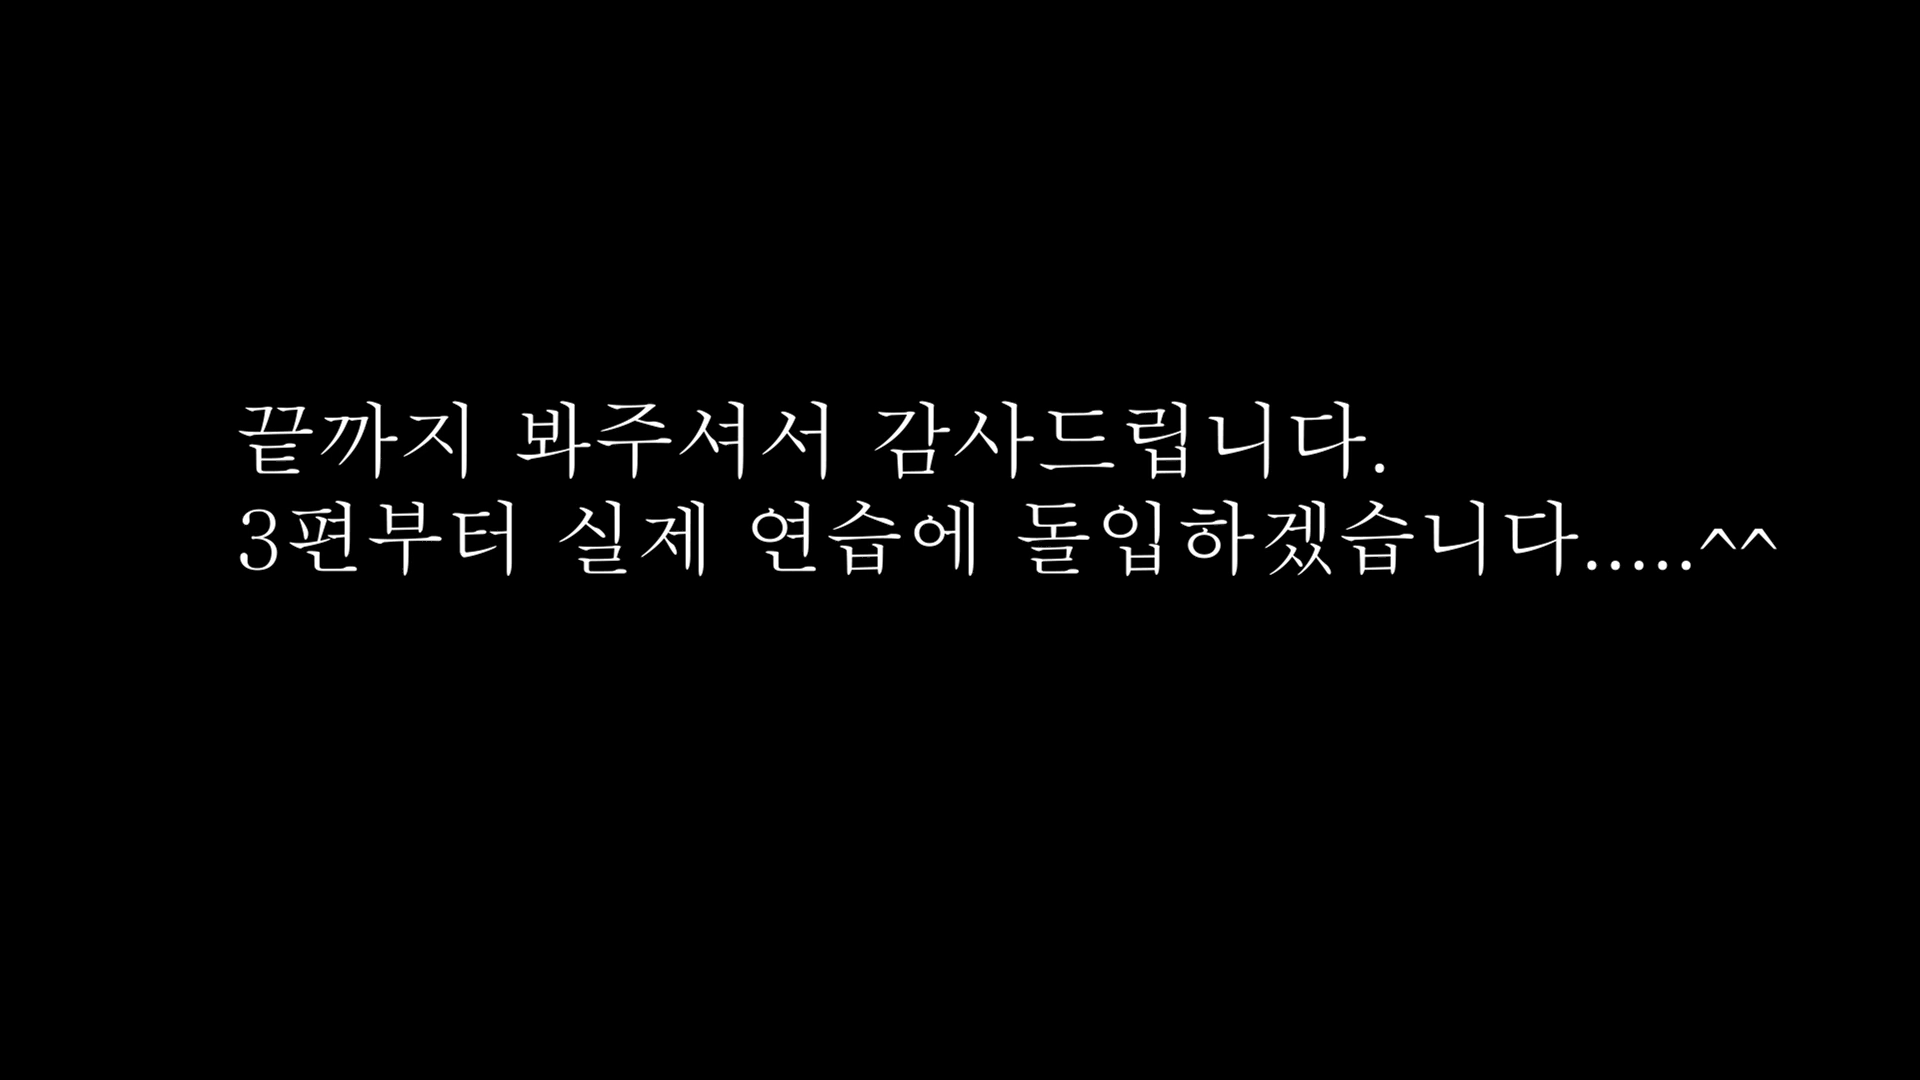 끝까지 봐주셔서 감사드립니다.
3편부터 실제 연습에 돌입하겠습니다.....^^